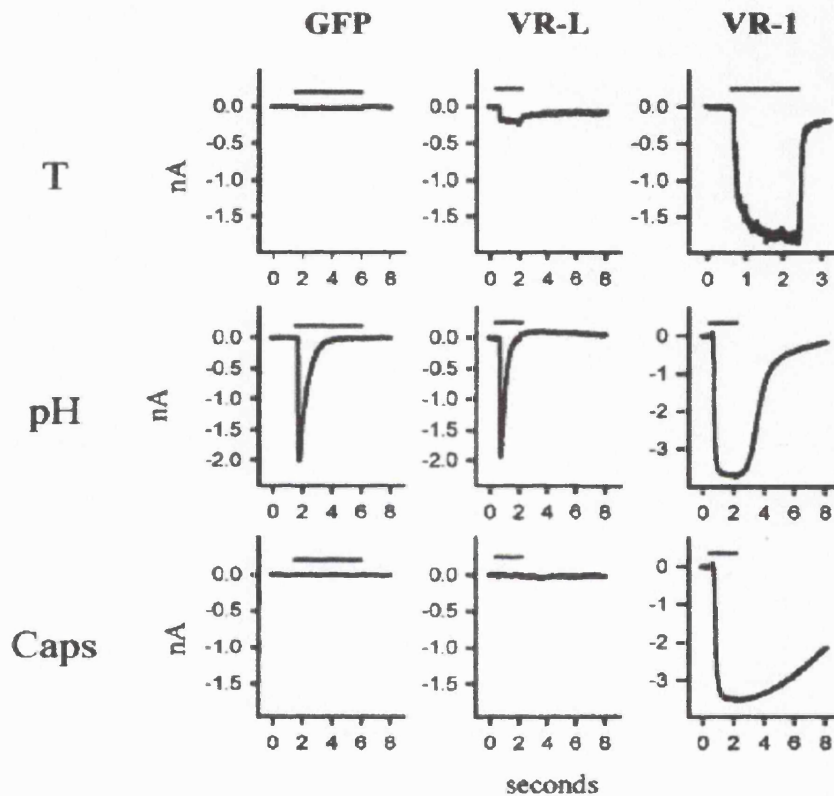 GFP VR-L VR-1
T
nA
0.0 0.0 0.0
-0.5 -0.5 -0.5
-1.0 -1.0 -1.0
-1.5 -1.5 -1.5
0 2 4 6 8 0 2 4 6 8 0 1 2 3
pH
nA
0.0 0.0 0
-0.5 -0.5
-1.0 -1.0 -1
-1.5 -1.5 -2
-2.0 -2.0 -3
0 2 4 6 8 0 2 4 6 8 0 2 4 6 8
Caps
nA
0.0 0.0 0
-0.5 -0.5 -1
-1.0 -1.0 -2
-1.5 -1.5 -3
0 2 4 6 8 0 2 4 6 8 0 2 4 6 8
seconds